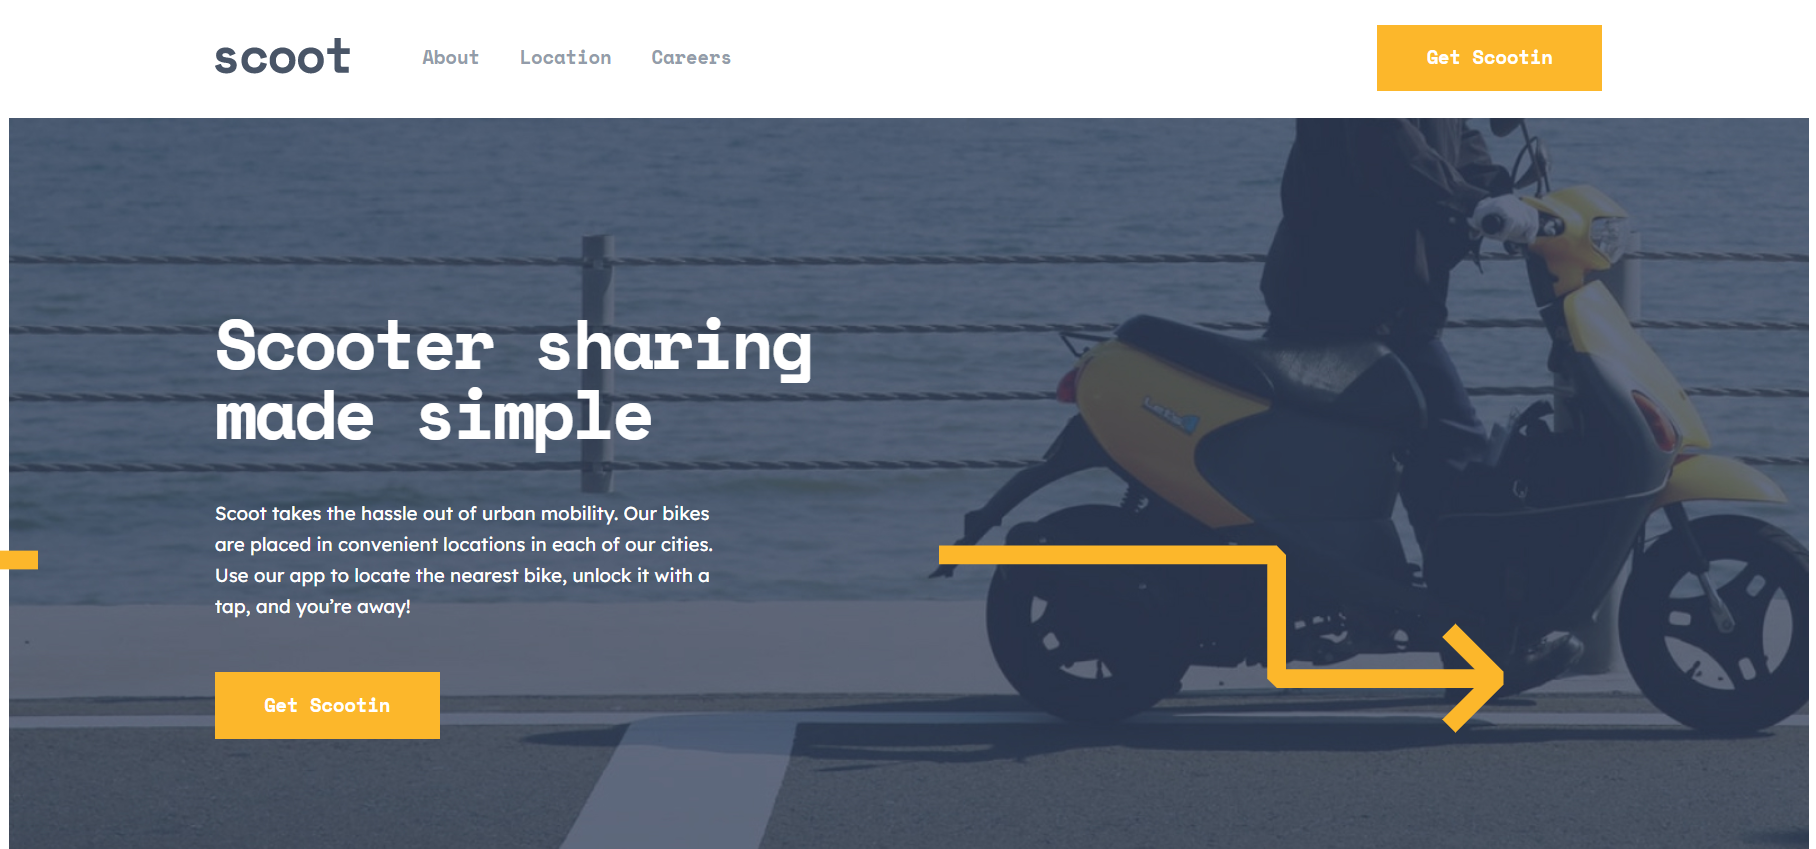 scoot
About
Location
Careers
Get Scootin
Scooter sharing
made simple
Scoot takes the hassle out of urban mobility. Our bikes
are placed in convenient locations in each of our cities.
Use our app to locate the nearest bike, unlock it with a
tap, and you’re away!
Get Scootin